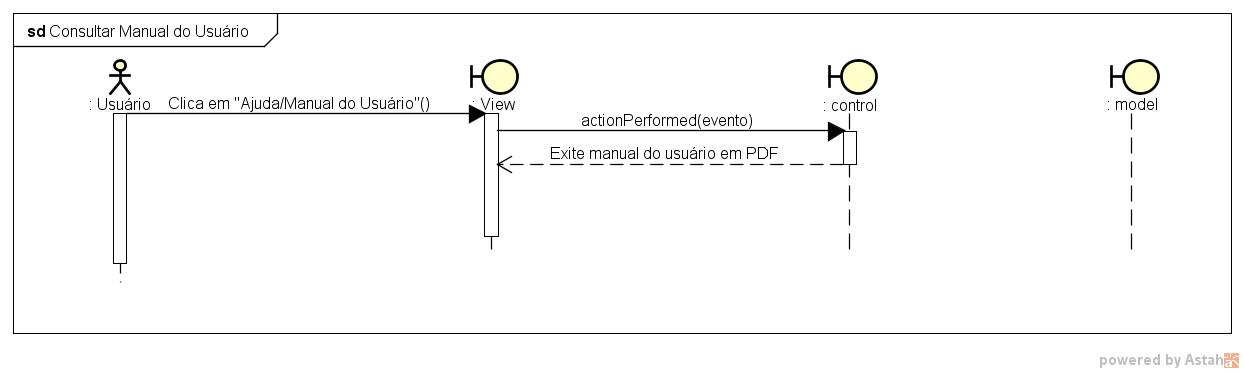 sd Consultar Manual do Usuário
: Usuário
Clica em "Ajuda/Manual do Usuário"()
: View
: control
: model
actionPerformed(evento)
Exite manual do usuário em PDF
powered by Astah